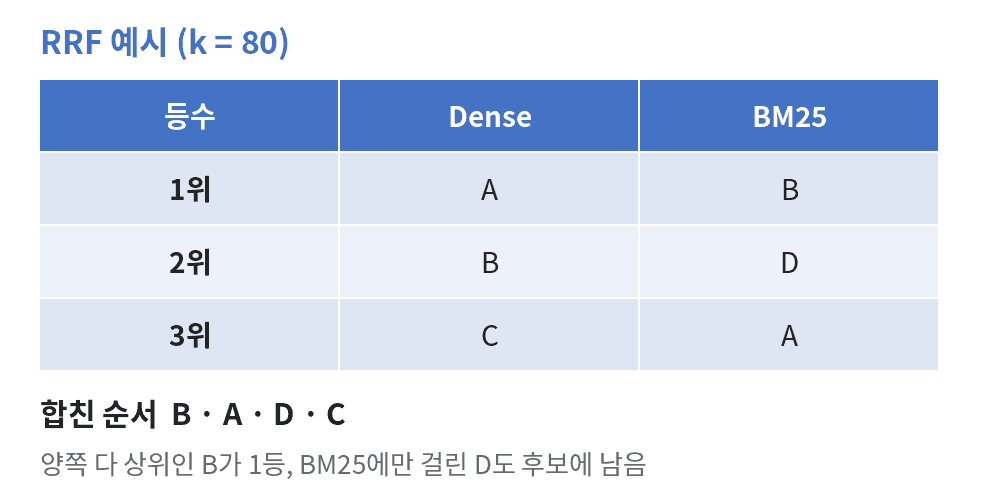 RRF 예시 (k = 80)
등수 Dense BM25
1위 A B
2위 B D
3위 C A
합친 순서 B · A · D · C
양쪽 다 상위인 B가 1등, BM25에만 걸린 D도 후보에 남음